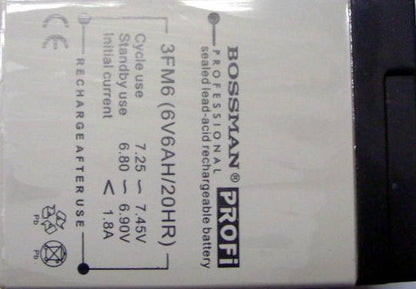 BOSSMAN® PROFi
PROFESSIONAL
sealed lead-acid rechargeable battery
3FM6 (6V6AH/20HR)
Cycle use 7.25 ~ 7.45V
Standby use 6.80 ~ 6.90V
Initial current < 1.8A
RECHARGE AFTER USE
CE
Pb Pb